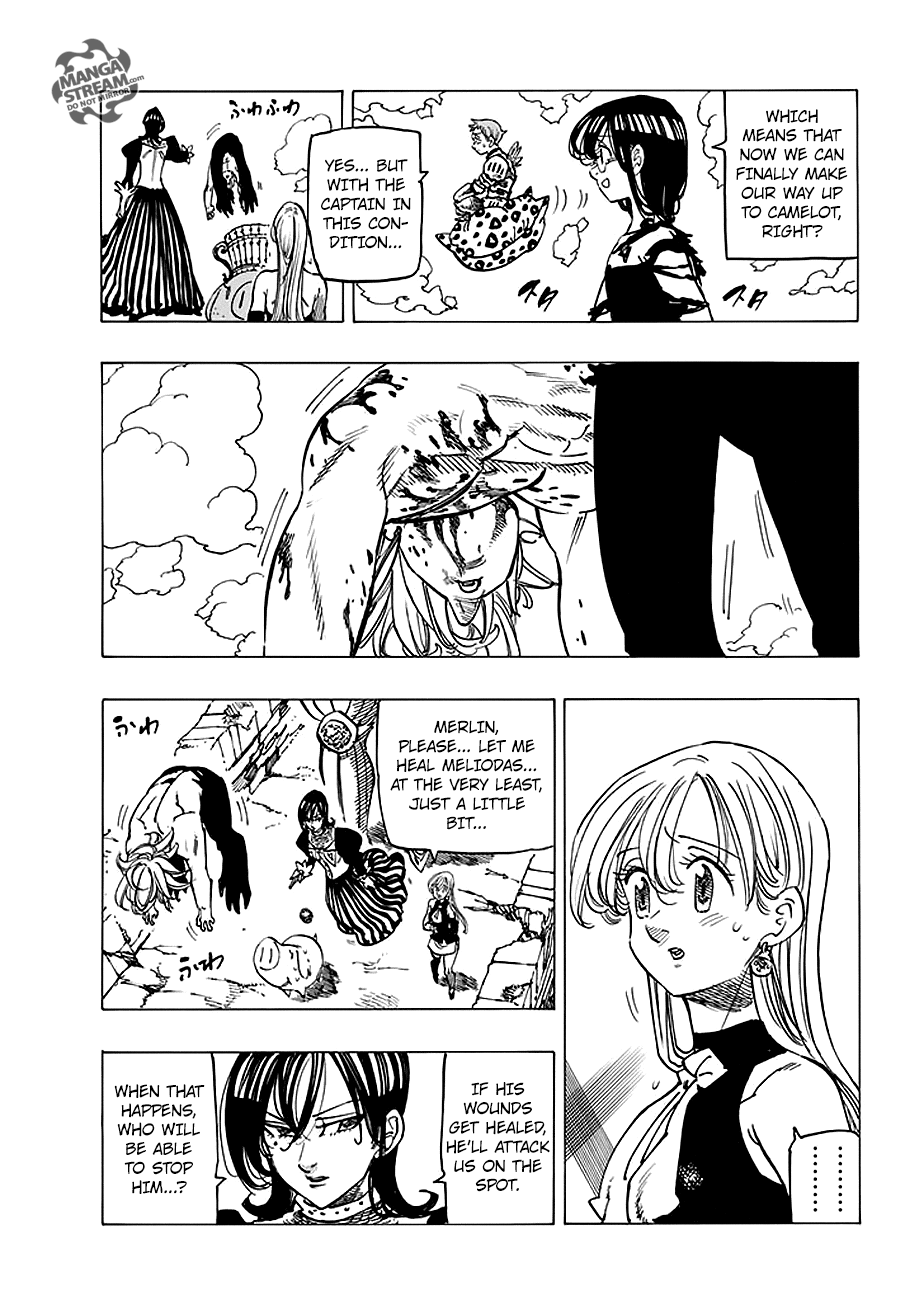 MANGA
STREAM.com
DO NOT MIRROR
WHICH
MEANS THAT
NOW WE CAN
FINALLY MAKE
OUR WAY UP
TO CAMELOT,
RIGHT?
YES... BUT
WITH THE
CAPTAIN IN
THIS CON-
DITION...
ふわふわ
MERLIN,
PLEASE... LET ME
HEAL MELIODAS...
AT THE VERY LEAST,
JUST A LITTLE
BIT...
ふわ
ふわ
IF HIS
WOUNDS
GET HEALED,
HE'LL ATTACK
US ON THE
SPOT.
WHEN THAT
HAPPENS,
WHO WILL
BE ABLE
TO STOP
HIM...?